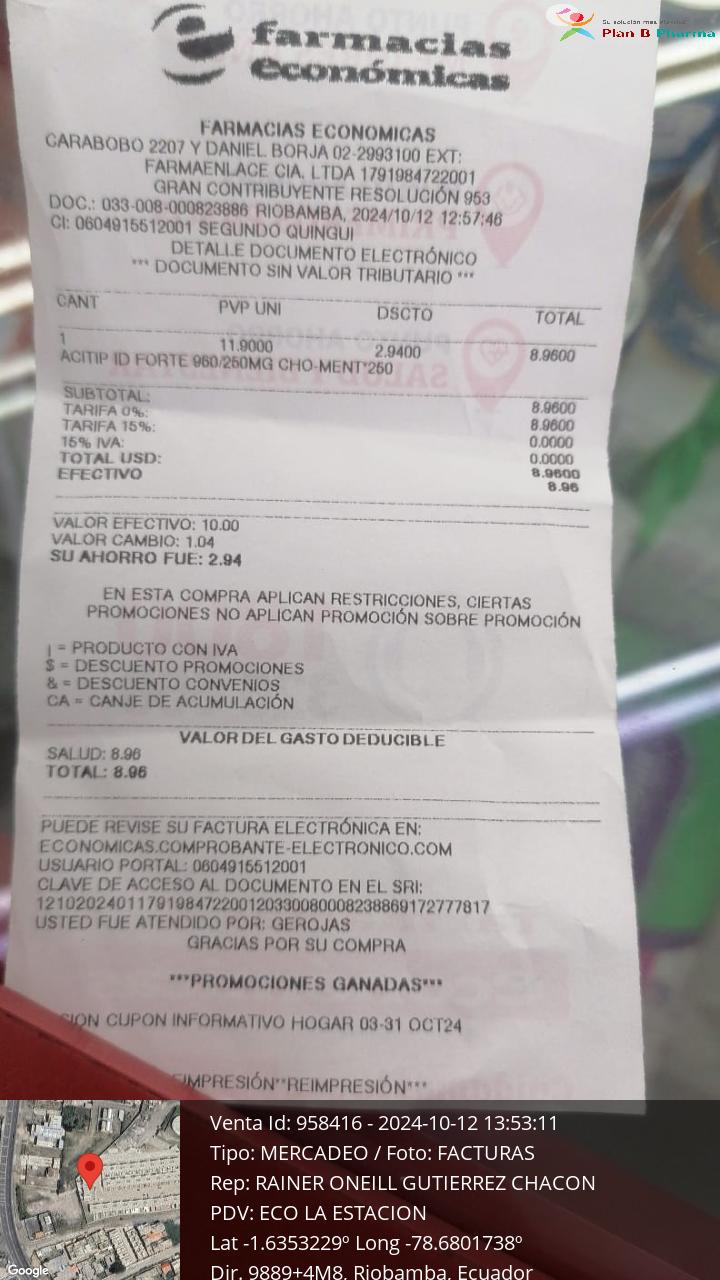 Su solución más
Plan B Pharma
farmacias
económicas
FARMACIAS ECONOMICAS
CARABOBO 2207 Y DANIEL BORJA 02-2993100 EXT:
FARMAENLACE CIA. LTDA 1791984722001
GRAN CONTRIBUYENTE RESOLUCIÓN 953
DOC.: 033-008-000823886 RIOBAMBA, 2024/10/12 12:57:46
CI: 0604915512001 SEGUNDO QUINGUI
DETALLE DOCUMENTO ELECTRÓNICO
*** DOCUMENTO SIN VALOR TRIBUTARIO ***
CANT PVP UNI DSCTO TOTAL
1 11.9000 2.9400 8.9600
ACITIP ID FORTE 960/250MG CHO-MENT*250
SUBTOTAL: 8.9600
TARIFA 0%: 8.9600
TARIFA 15%: 0.0000
15% IVA: 0.0000
TOTAL USD: 8.9600
EFECTIVO 8.96
VALOR EFECTIVO: 10.00
VALOR CAMBIO: 1.04
SU AHORRO FUE: 2.94
EN ESTA COMPRA APLICAN RESTRICCIONES, CIERTAS
PROMOCIONES NO APLICAN PROMOCIÓN SOBRE PROMOCIÓN
| = PRODUCTO CON IVA
$ = DESCUENTO PROMOCIONES
& = DESCUENTO CONVENIOS
CA = CANJE DE ACUMULACIÓN
VALOR DEL GASTO DEDUCIBLE
SALUD: 8.96
TOTAL: 8.96
PUEDE REVISE SU FACTURA ELECTRÓNICA EN:
ECONOMICAS.COMPROBANTE-ELECTRONICO.COM
USUARIO PORTAL: 0604915512001
CLAVE DE ACCESO AL DOCUMENTO EN EL SRI:
1210202401179198472200120330080008238869172777817
USTED FUE ATENDIDO POR: GEROJAS
GRACIAS POR SU COMPRA
***PROMOCIONES GANADAS***
SION CUPON INFORMATIVO HOGAR 03-31 OCT24
EIMPRESIÓN**REIMPRESIÓN***
Venta Id: 958416 - 2024-10-12 13:53:11
Tipo: MERCADEO / Foto: FACTURAS
Rep: RAINER ONEILL GUTIERREZ CHACON
PDV: ECO LA ESTACION
Lat -1.6353229º Long -78.6801738º
Dir. 9889+4M8, Riobamba, Ecuador
Google